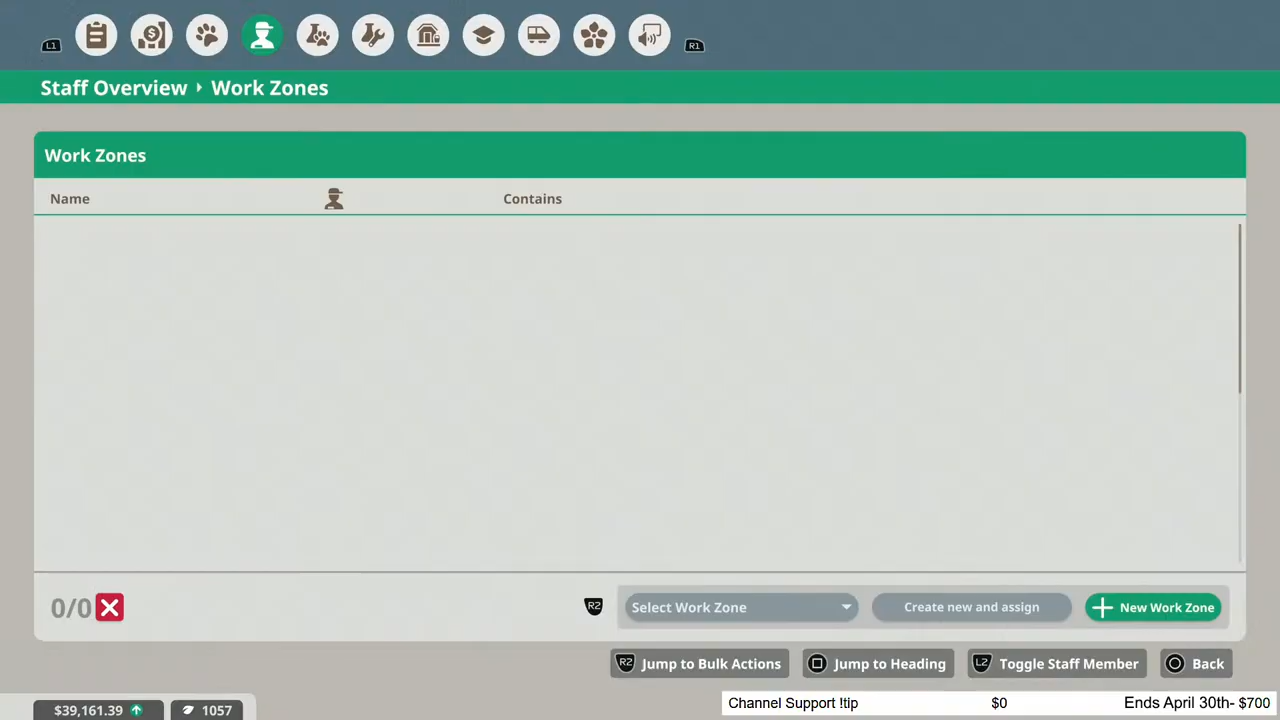 L1
R1
Staff Overview ▸ Work Zones
Work Zones
Name
Contains
0/0
R2
Select Work Zone
Create new and assign
New Work Zone
R2 Jump to Bulk Actions
Jump to Heading
L2 Toggle Staff Member
Back
$39,161.39
1057
Channel Support !tip $0 Ends April 30th- $700